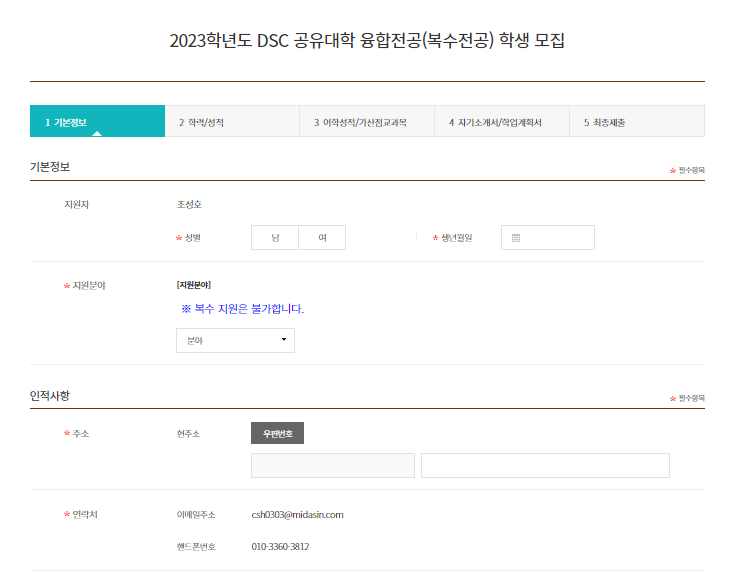 2023학년도 DSC 공유대학 융합전공(복수전공) 학생 모집
1 기본정보 2 학력/성적 3 어학성적/가산점교과목 4 자기소개서/학업계획서 5 최종제출
기본정보 * 필수항목
지원자 조성호
* 성별 남 여 * 생년월일
* 지원분야 [지원분야]
※ 복수 지원은 불가합니다.
분야
인적사항 * 필수항목
* 주소 현주소 우편번호
* 연락처 이메일주소 csh0303@midasin.com
핸드폰번호 010-3360-3812